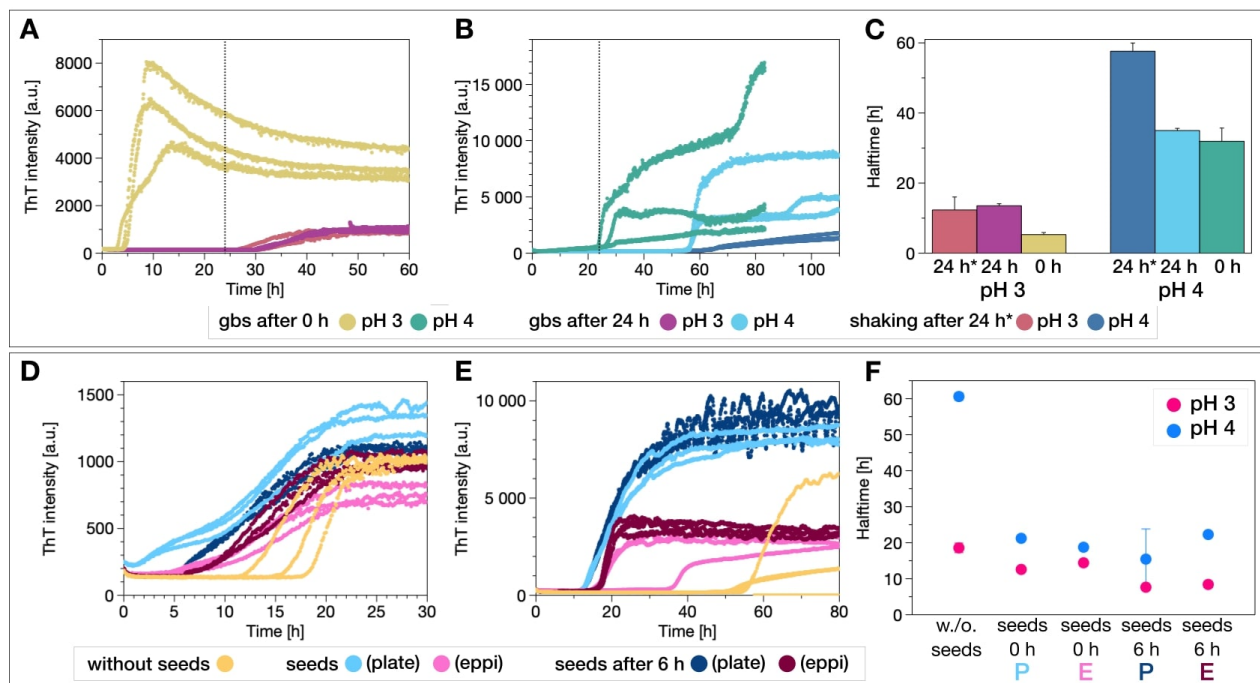 A
ThT intensity [a.u.]
8000
6000
4000
2000
0
0 10 20 30 40 50 60
Time [h]
B
ThT intensity [a.u.]
15 000
10 000
5 000
0
0 20 40 60 80 100
Time [h]
C
Halftime [h]
60
40
20
0
24 h* 24 h 0 h 24 h* 24 h 0 h
pH 3 pH 4
gbs after 0 h pH 3 pH 4 gbs after 24 h pH 3 pH 4 shaking after 24 h* pH 3 pH 4
D
ThT intensity [a.u.]
1500
1000
500
0
0 5 10 15 20 25 30
Time [h]
E
ThT intensity [a.u.]
10 000
5 000
0
0 20 40 60 80
Time [h]
F
Halftime [h]
60
50
40
30
20
10
0
pH 3
pH 4
w./o. seeds seeds seeds seeds
seeds 0 h 0 h 6 h 6 h
P E P E
without seeds seeds (plate) (eppi) seeds after 6 h (plate) (eppi)